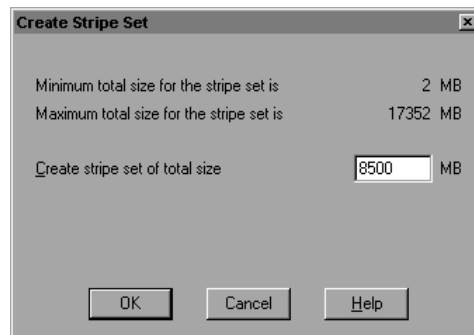 Create Stripe Set
Minimum total size for the stripe set is 2 MB
Maximum total size for the stripe set is 17352 MB
Create stripe set of total size 8500 MB
OK Cancel Help